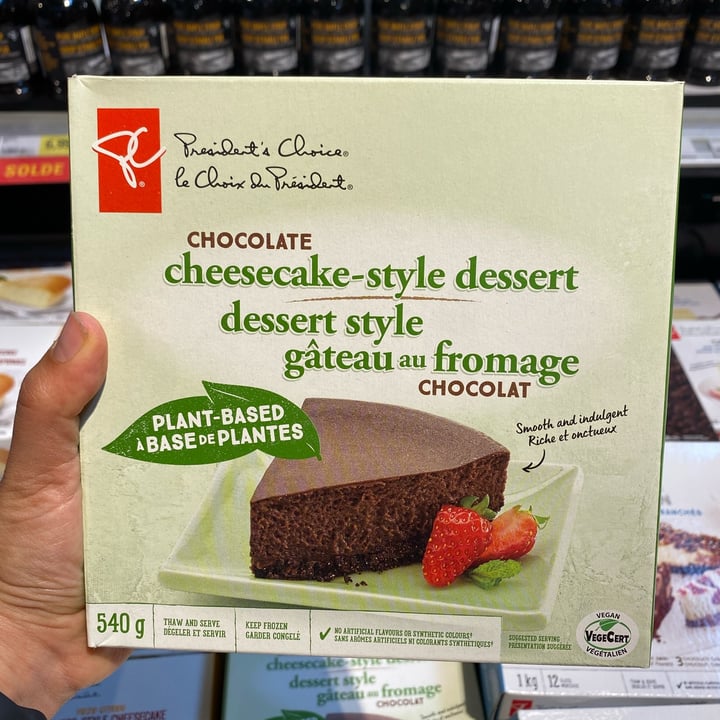 SOLDE
President's Choice®
le Choix du Président®
CHOCOLATE
cheesecake-style dessert
dessert style
gâteau au fromage
CHOCOLAT
PLANT-BASED
À BASE DE PLANTES
Smooth and indulgent
Riche et onctueux
540 g
THAW AND SERVE
DÉGELER ET SERVIR
KEEP FROZEN
GARDER CONGELÉ
✓ NO ARTIFICIAL FLAVOURS OR SYNTHETIC COLOURS†
SANS ARÔMES ARTIFICIELS NI COLORANTS SYNTHÉTIQUES†
SUGGESTED SERVING
PRÉSENTATION SUGGÉRÉE
VEGAN
VEGECERT
VÉGÉTALIEN
cheesecake-style
dessert style
gâteau au fromage
CHOCOLAT
1 kg
12
STYLE CHEESECAKE